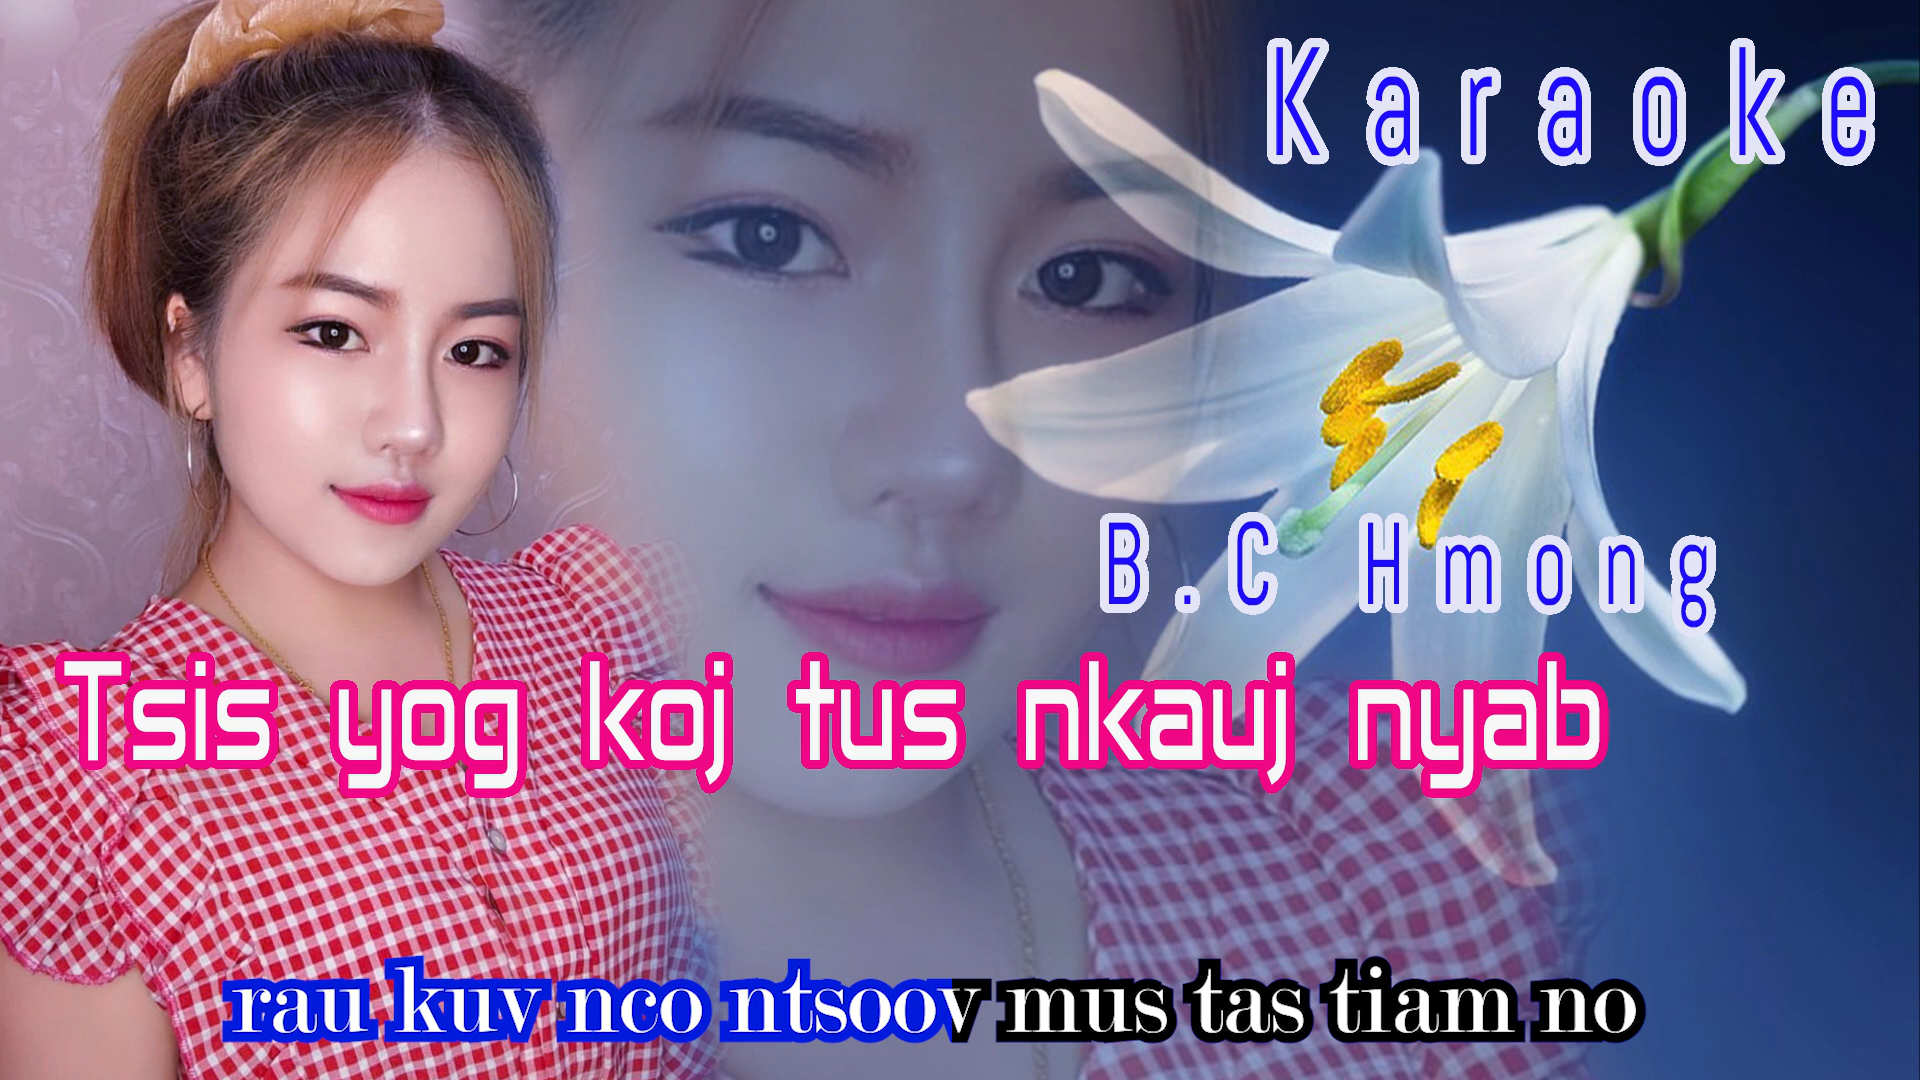 Karaoke
B.C Hmong
Tsis yog koj tus nkauj nyab
rau kuv nco ntsoov mus tas tiam no